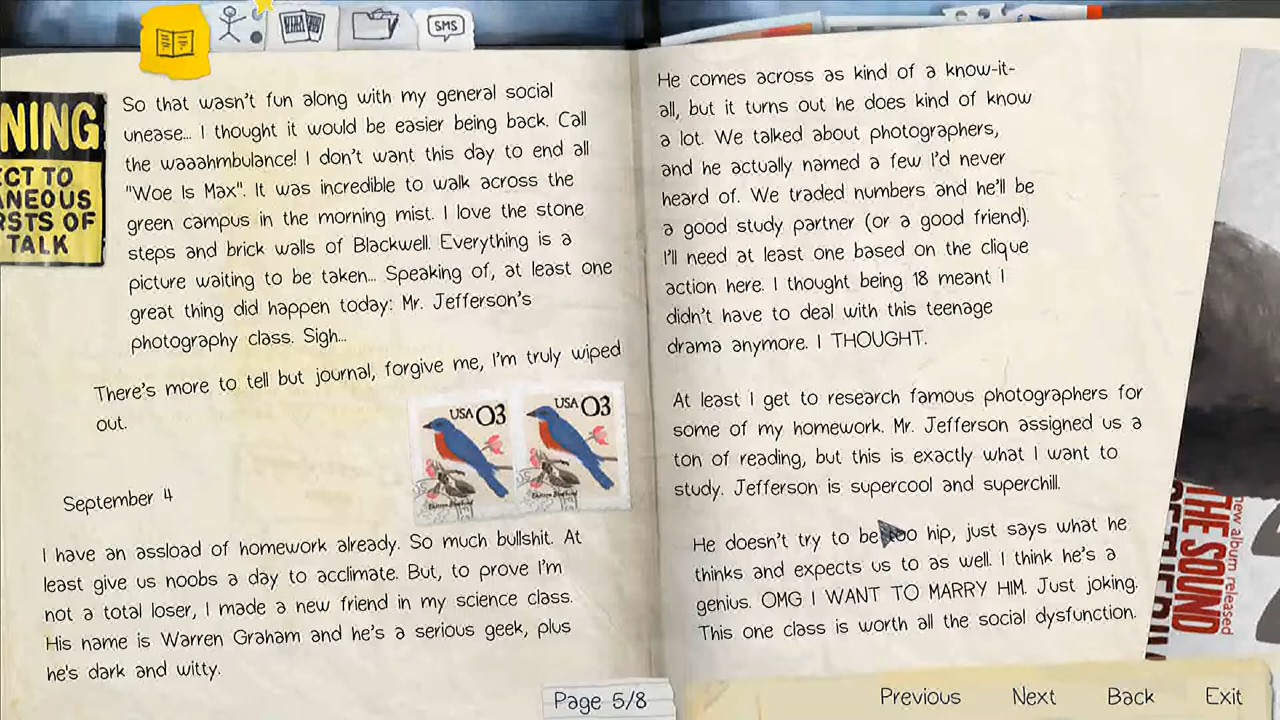 SMS
NING
ECT TO
ANEOUS
RSTS OF
TALK
So that wasn't fun along with my general social
unease... I thought it would be easier being back. Call
the waaahmbulance! I don't want this day to end all
"Woe Is Max". It was incredible to walk across the
green campus in the morning mist. I love the stone
steps and brick walls of Blackwell. Everything is a
picture waiting to be taken... Speaking of, at least one
great thing did happen today: Mr. Jefferson's
photography class. Sigh...
There's more to tell but journal, forgive me, I'm truly wiped
out.
USA 03
USA 03
September 4
I have an assload of homework already. So much bullshit. At
least give us noobs a day to acclimate. But, to prove I'm
not a total loser, I made a new friend in my science class.
His name is Warren Graham and he's a serious geek, plus
he's dark and witty.
He comes across as kind of a know-it-
all, but it turns out he does kind of know
a lot. We talked about photographers,
and he actually named a few I'd never
heard of. We traded numbers and he'll be
a good study partner (or a good friend).
I'll need at least one based on the clique
action here. I thought being 18 meant I
didn't have to deal with this teenage
drama anymore. I THOUGHT.
At least I get to research famous photographers for
some of my homework. Mr. Jefferson assigned us a
ton of reading, but this is exactly what I want to
study. Jefferson is supercool and superchill.
He doesn't try to be too hip, just says what he
thinks and expects us to as well. I think he's a
genius. OMG I WANT TO MARRY HIM. Just joking.
This one class is worth all the social dysfunction.
new album released
THE SOUND
Page 5/8
Previous Next Back Exit